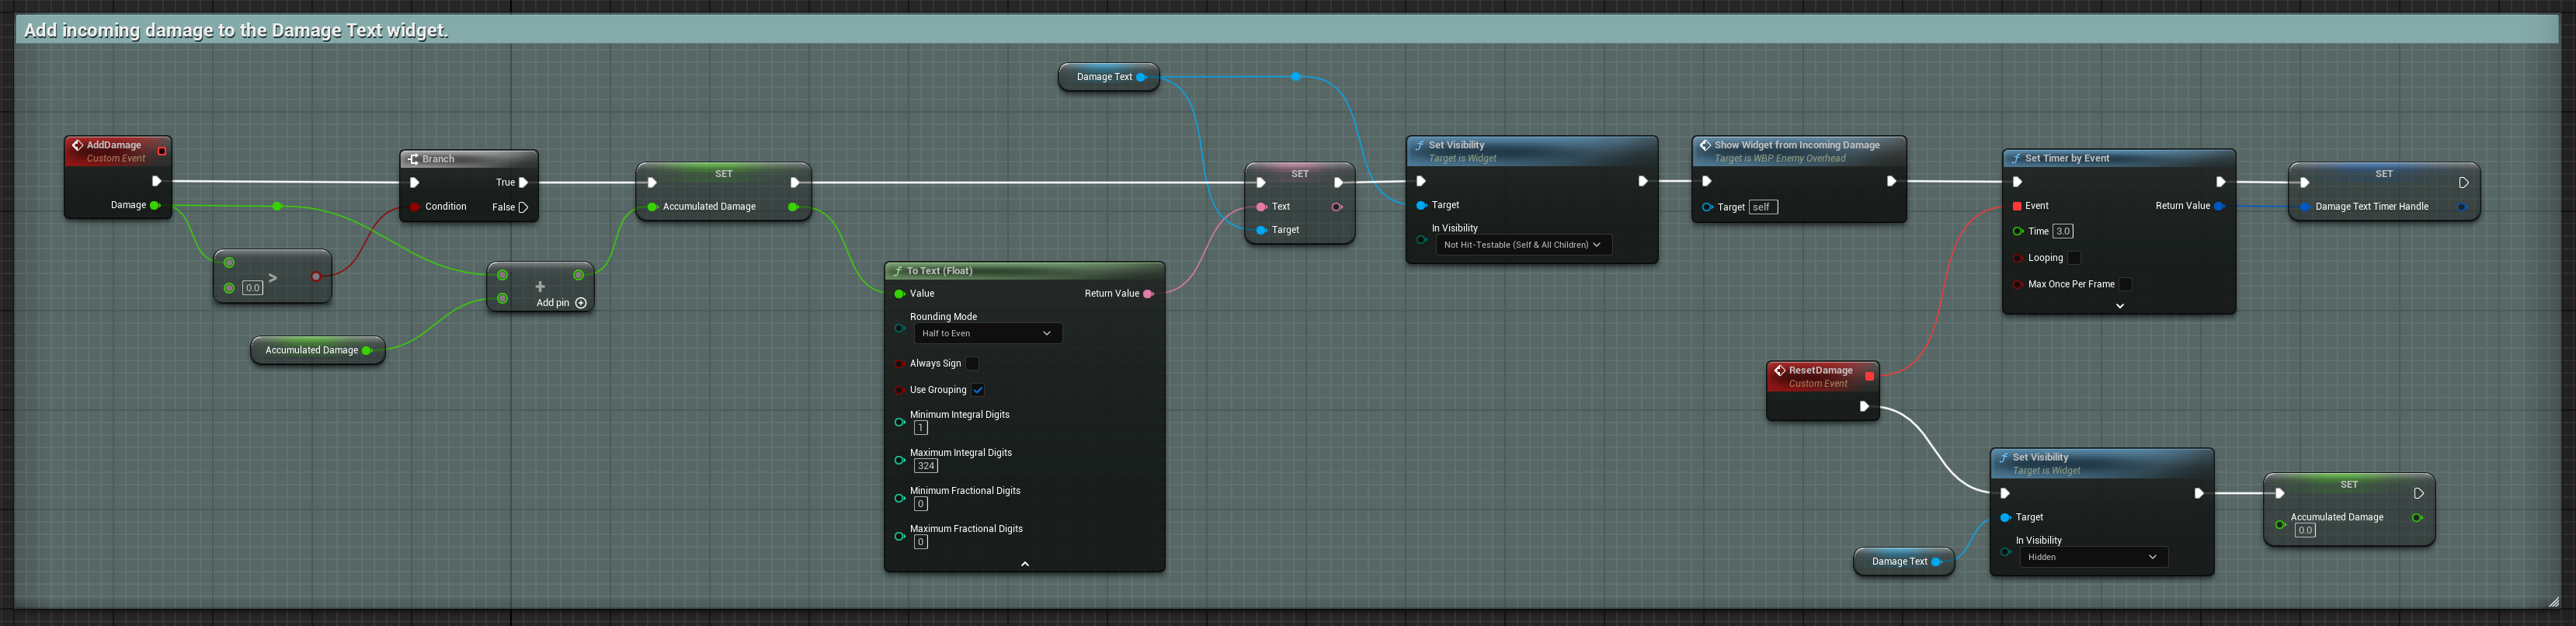 Add incoming damage to the Damage Text widget.
Damage Text
AddDamage
Custom Event
Damage
Branch
True
Condition
False
SET
Accumulated Damage
>
0.0
+
Add pin
Accumulated Damage
To Text (Float)
Value
Return Value
Rounding Mode
Half to Even
Always Sign
Use Grouping
Minimum Integral Digits
1
Maximum Integral Digits
324
Minimum Fractional Digits
0
Maximum Fractional Digits
0
SET
Text
Target
Set Visibility
Target is Widget
Target
In Visibility
Not Hit-Testable (Self & All Children)
Show Widget from Incoming Damage
Target is WBP Enemy Overhead
Target self
Set Timer by Event
Event
Return Value
Time 3.0
Looping
Max Once Per Frame
SET
Damage Text Timer Handle
ResetDamage
Custom Event
Set Visibility
Target is Widget
Target
In Visibility
Hidden
Damage Text
SET
Accumulated Damage
0.0